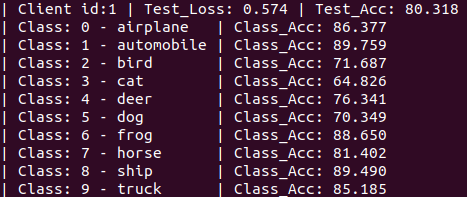 | Client id:1 | Test_Loss: 0.574 | Test_Acc: 80.318
| Class: 0 - airplane   | Class_Acc: 86.377
| Class: 1 - automobile | Class_Acc: 89.759
| Class: 2 - bird       | Class_Acc: 71.687
| Class: 3 - cat        | Class_Acc: 64.826
| Class: 4 - deer       | Class_Acc: 76.341
| Class: 5 - dog        | Class_Acc: 70.349
| Class: 6 - frog       | Class_Acc: 88.650
| Class: 7 - horse      | Class_Acc: 81.402
| Class: 8 - ship       | Class_Acc: 89.490
| Class: 9 - truck      | Class_Acc: 85.185